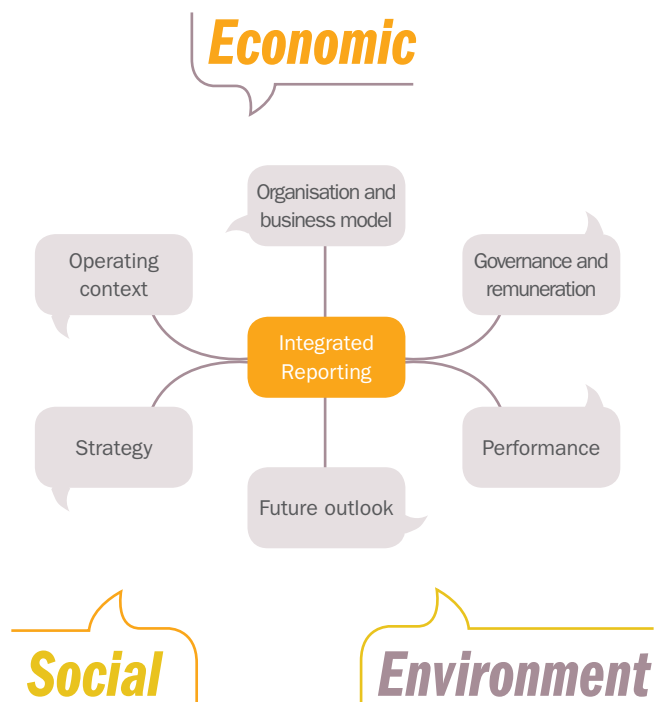 Economic
Organisation and
business model
Operating
context
Governance and
remuneration
Integrated
Reporting
Strategy
Performance
Future outlook
Social
Environment